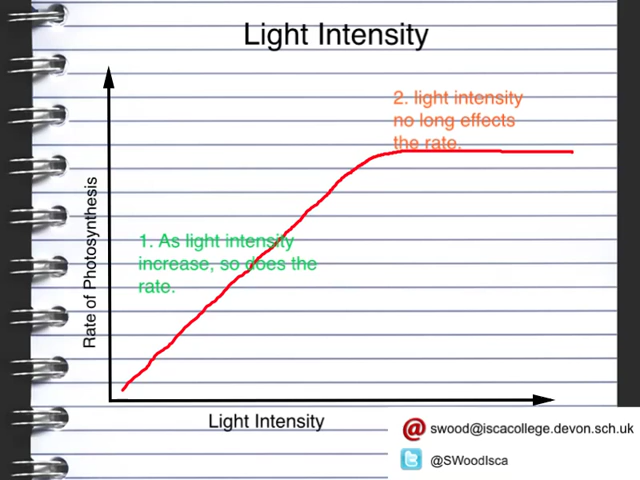 Light Intensity
2. light intensity
no long effects
the rate.
1. As light intensity
increase, so does the
rate.
Rate of Photosynthesis
Light Intensity
swood@iscacollege.devon.sch.uk
@SWoodIsca